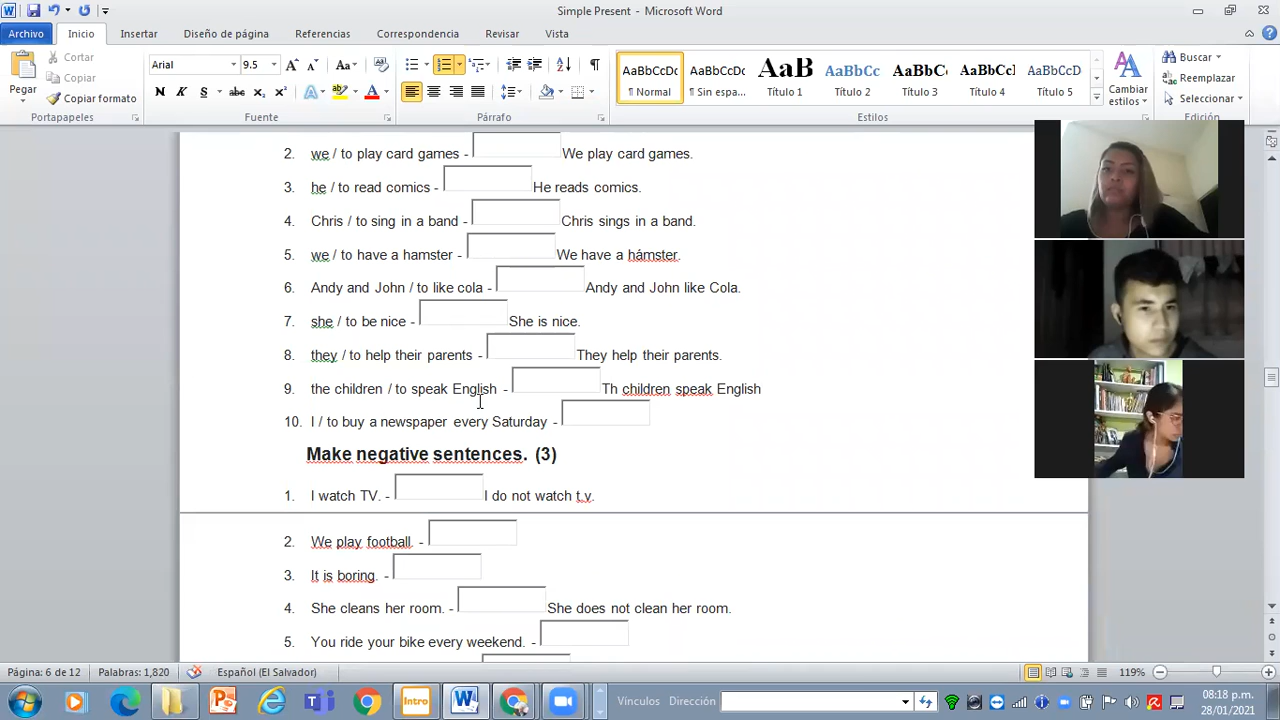 Simple Present - Microsoft Word
Archivo Inicio Insertar Diseño de página Referencias Correspondencia Revisar Vista
Pegar
Cortar
Copiar
Copiar formato
Portapapeles
Arial 9.5
N K S abc x₂ x² A A
Fuente
Párrafo
AaBbCcDc
¶ Normal
AaBbCcDc
¶ Sin espa...
AaB
Título 1
AaBbCc
Título 2
AaBbCc
Título 3
AaBbCcI
Título 4
AaBbCcD
Título 5
Cambiar estilos
Estilos
Buscar
Reemplazar
Seleccionar
Edición
2. we / to play card games - We play card games.
3. he / to read comics - He reads comics.
4. Chris / to sing in a band - Chris sings in a band.
5. we / to have a hamster - We have a hámster.
6. Andy and John / to like cola - Andy and John like Cola.
7. she / to be nice - She is nice.
8. they / to help their parents - They help their parents.
9. the children / to speak English - Th children speak English
10. I / to buy a newspaper every Saturday -
Make negative sentences. (3)
1. I watch TV. - I do not watch t.v.
2. We play football. -
3. It is boring. -
4. She cleans her room. - She does not clean her room.
5. You ride your bike every weekend. -
Página: 6 de 12 Palabras: 1,820 Español (El Salvador) 119%
Intro Vínculos Dirección 08:18 p.m.
28/01/2021